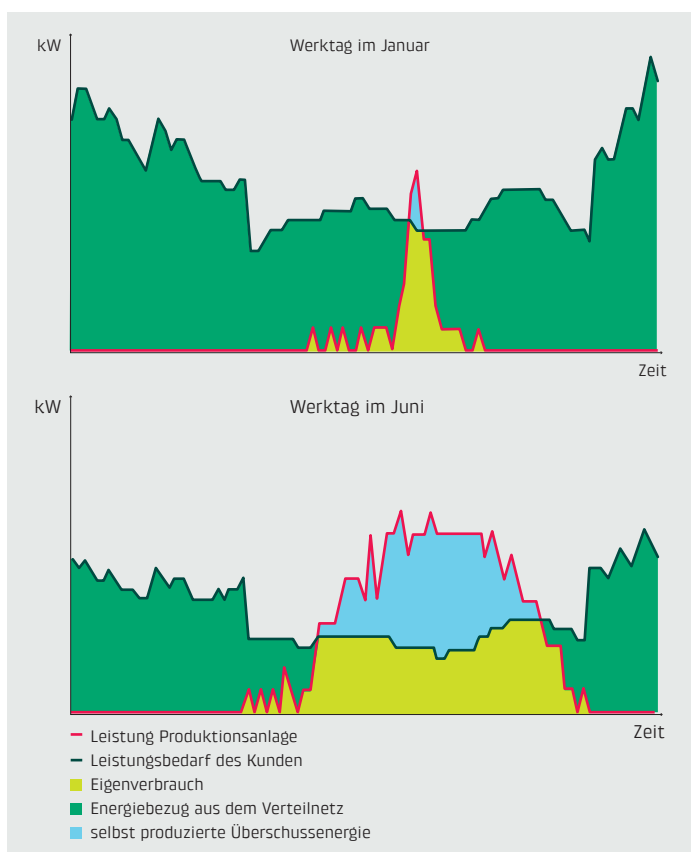 kW
Werktag im Januar
Zeit
kW
Werktag im Juni
Zeit
Leistung Produktionsanlage
Leistungsbedarf des Kunden
Eigenverbrauch
Energiebezug aus dem Verteilnetz
selbst produzierte Überschussenergie